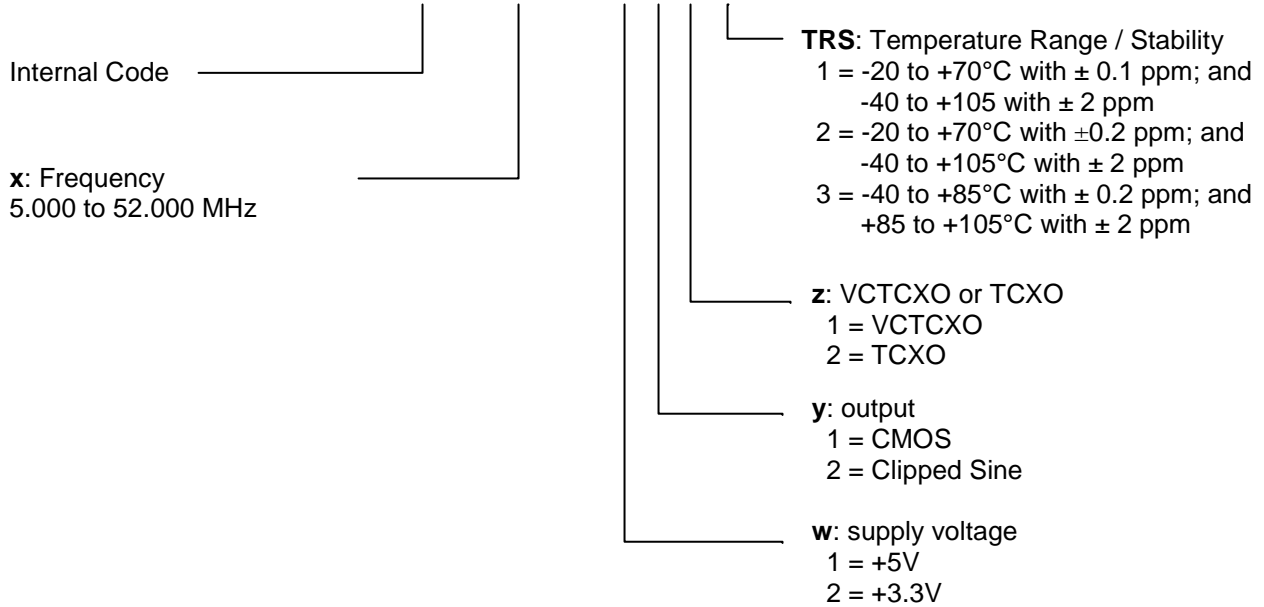 Internal Code
x: Frequency
5.000 to 52.000 MHz
TRS: Temperature Range / Stability
1 = -20 to +70°C with ± 0.1 ppm; and
-40 to +105 with ± 2 ppm
2 = -20 to +70°C with ±0.2 ppm; and
-40 to +105°C with ± 2 ppm
3 = -40 to +85°C with ± 0.2 ppm; and
+85 to +105°C with ± 2 ppm
z: VCTCXO or TCXO
1 = VCTCXO
2 = TCXO
y: output
1 = CMOS
2 = Clipped Sine
w: supply voltage
1 = +5V
2 = +3.3V